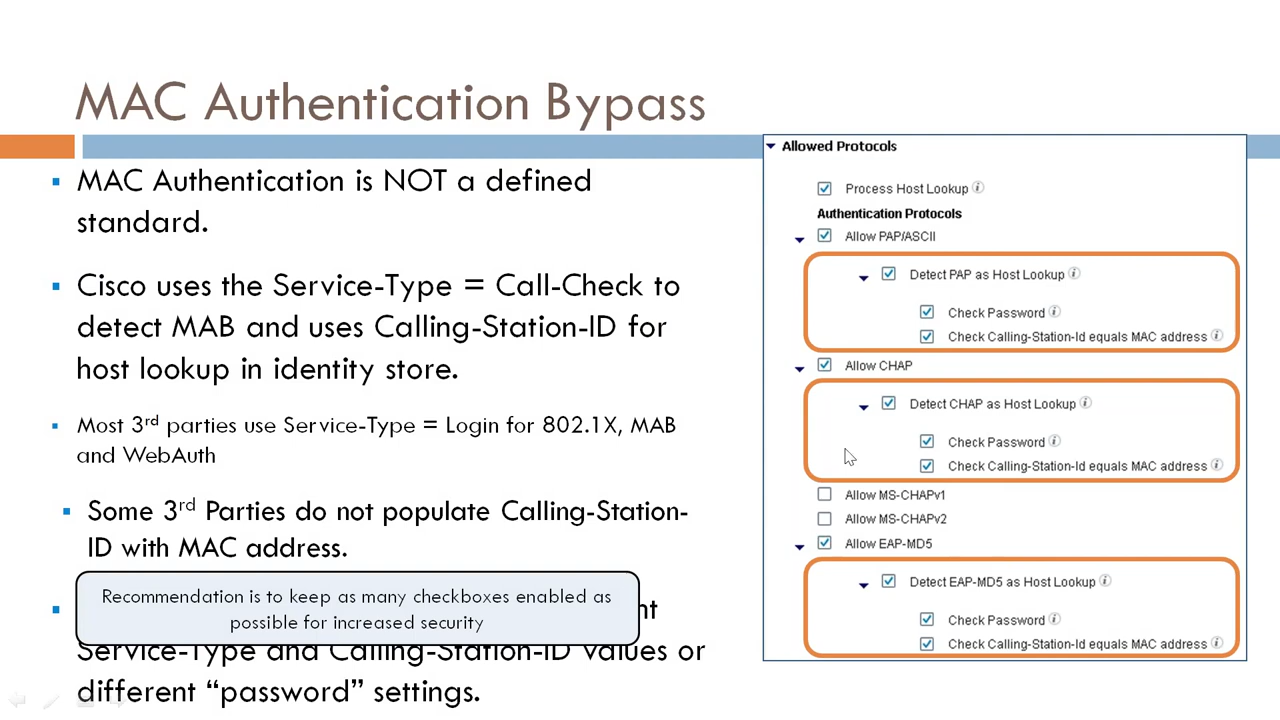 MAC Authentication Bypass
▪ MAC Authentication is NOT a defined
standard.
▪ Cisco uses the Service-Type = Call-Check to
detect MAB and uses Calling-Station-ID for
host lookup in identity store.
▪ Most 3rd parties use Service-Type = Login for 802.1X, MAB
and WebAuth
▪ Some 3rd Parties do not populate Calling-Station-
ID with MAC address.
Recommendation is to keep as many checkboxes enabled as
possible for increased security
Service-Type and Calling-Station-ID values or
different “password” settings.
Allowed Protocols
Process Host Lookup
Authentication Protocols
Allow PAP/ASCII
Detect PAP as Host Lookup
Check Password
Check Calling-Station-Id equals MAC address
Allow CHAP
Detect CHAP as Host Lookup
Check Password
Check Calling-Station-Id equals MAC address
Allow MS-CHAPv1
Allow MS-CHAPv2
Allow EAP-MD5
Detect EAP-MD5 as Host Lookup
Check Password
Check Calling-Station-Id equals MAC address